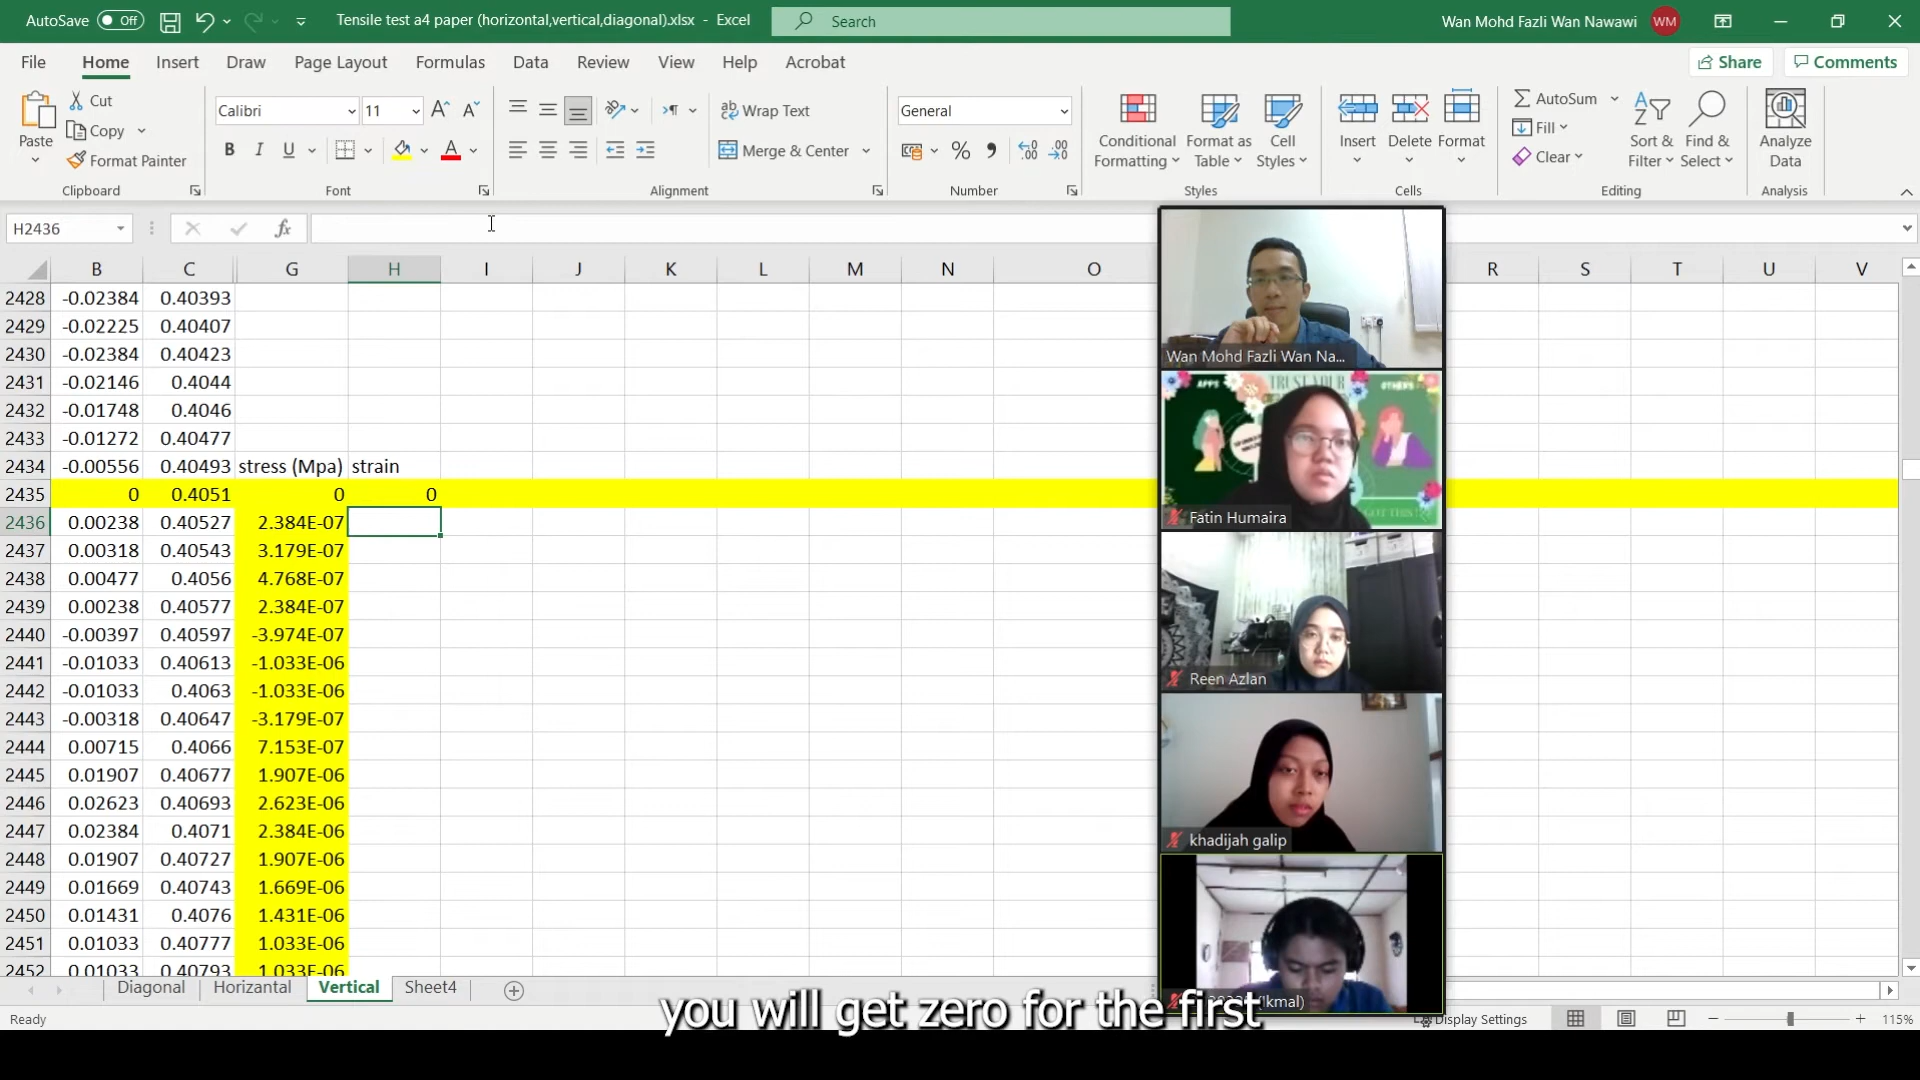 AutoSave Off Tensile test a4 paper (horizontal,vertical,diagonal).xlsx - Excel Search Wan Mohd Fazli Wan Nawawi WM
File Home Insert Draw Page Layout Formulas Data Review View Help Acrobat Share Comments
Paste Cut Copy Format Painter
Clipboard
Calibri 11 B I U
Font
Wrap Text Merge & Center
Alignment
General
Number
Conditional Formatting Format as Table Cell Styles
Styles
Insert Delete Format
Cells
AutoSum Fill Clear Sort & Filter Find & Select
Editing
Analyze Data
Analysis
H2436 fx
B C G H I J K L M N O R S T U V
2428 -0.02384 0.40393
2429 -0.02225 0.40407
2430 -0.02384 0.40423
2431 -0.02146 0.4044
2432 -0.01748 0.4046
2433 -0.01272 0.40477
2434 -0.00556 0.40493 stress (Mpa) strain
2435 0 0.4051 0 0
2436 0.00238 0.40527 2.384E-07
2437 0.00318 0.40543 3.179E-07
2438 0.00477 0.4056 4.768E-07
2439 0.00238 0.40577 2.384E-07
2440 -0.00397 0.40597 -3.974E-07
2441 -0.01033 0.40613 -1.033E-06
2442 -0.01033 0.4063 -1.033E-06
2443 -0.00318 0.40647 -3.179E-07
2444 0.00715 0.4066 7.153E-07
2445 0.01907 0.40677 1.907E-06
2446 0.02623 0.40693 2.623E-06
2447 0.02384 0.4071 2.384E-06
2448 0.01907 0.40727 1.907E-06
2449 0.01669 0.40743 1.669E-06
2450 0.01431 0.4076 1.431E-06
2451 0.01033 0.40777 1.033E-06
2452 0.01033 0.40793 1.033E-06
Wan Mohd Fazli Wan Na...
APPS TRUST YOUR OTHERS
Fatin Humaira
Reen Azlan
khadijah galip
(Ikmal)
Diagonal Horizantal Vertical Sheet4
you will get zero for the first
Ready Display Settings 115%